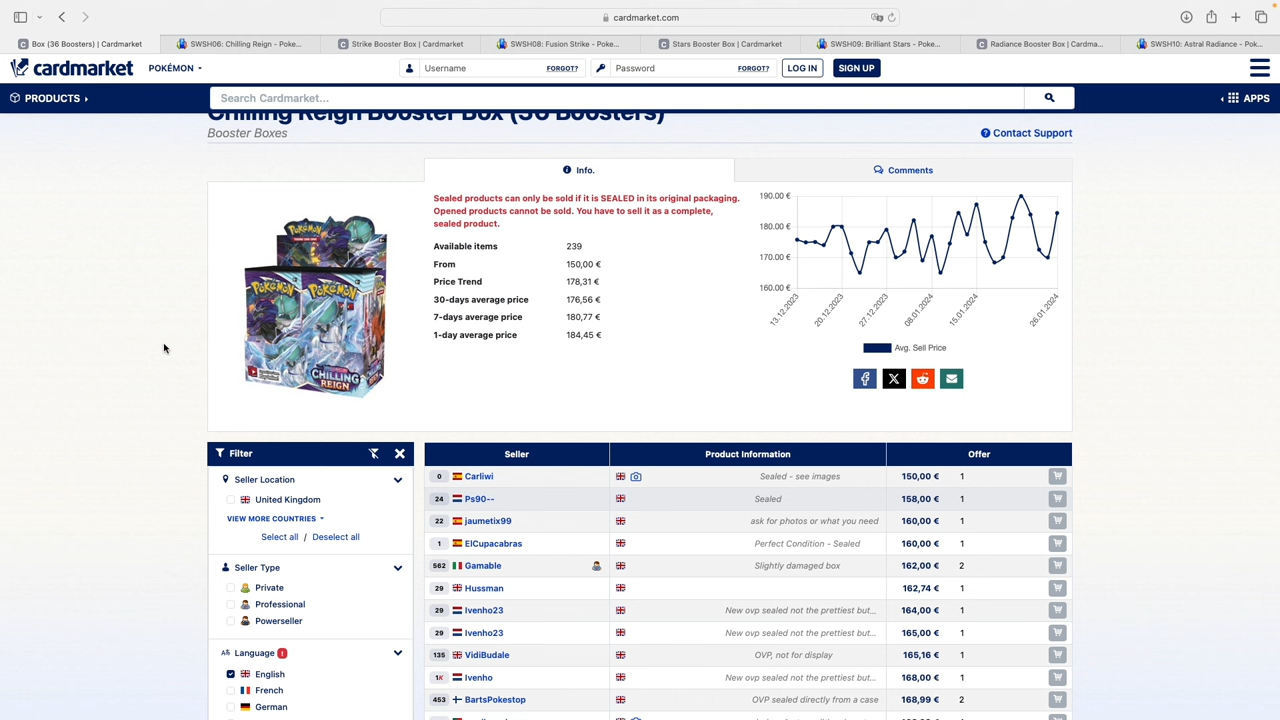 cardmarket.com
Box (36 Boosters) | Cardmarket
SWSH06: Chilling Reign - Poke...
Strike Booster Box | Cardmarket
SWSH08: Fusion Strike - Poke...
Stars Booster Box | Cardmarket
SWSH09: Brilliant Stars - Poke...
Radiance Booster Box | Cardma...
SWSH10: Astral Radiance - Pok...
cardmarket
POKÉMON
Username
FORGOT?
Password
FORGOT?
LOG IN
SIGN UP
PRODUCTS
Search Cardmarket...
APPS
Chilling Reign Booster Box (36 Boosters)
Booster Boxes
Contact Support
Info.
Comments
Sealed products can only be sold if it is SEALED in its original packaging.
Opened products cannot be sold. You have to sell it as a complete,
sealed product.
Available items 239
From 150,00 €
Price Trend 178,31 €
30-days average price 176,56 €
7-days average price 180,77 €
1-day average price 184,45 €
POKÉMON
POKÉMON
POKÉMON
CHILLING
REIGN
190.00 €
180.00 €
170.00 €
160.00 €
13.12.2023
20.12.2023
27.12.2023
08.01.2024
15.01.2024
26.01.2024
Avg. Sell Price
Filter
Seller Location
United Kingdom
VIEW MORE COUNTRIES
Select all / Deselect all
Seller Type
Private
Professional
Powerseller
Language !
English
French
German
Seller Product Information Offer
0 Carliwi Sealed - see images 150,00 € 1
24 Ps90-- Sealed 158,00 € 1
22 jaumetix99 ask for photos or what you need 160,00 € 1
1 ElCupacabras Perfect Condition - Sealed 160,00 € 1
562 Gamable Slightly damaged box 162,00 € 2
29 Hussman 162,74 € 1
29 Ivenho23 New ovp sealed not the prettiest but... 164,00 € 1
29 Ivenho23 New ovp sealed not the prettiest but... 165,00 € 1
135 VidiBudale OVP, not for display 165,16 € 1
1K Ivenho New ovp sealed not the prettiest but... 168,00 € 1
453 BartsPokestop OVP sealed directly from a case 168,99 € 2